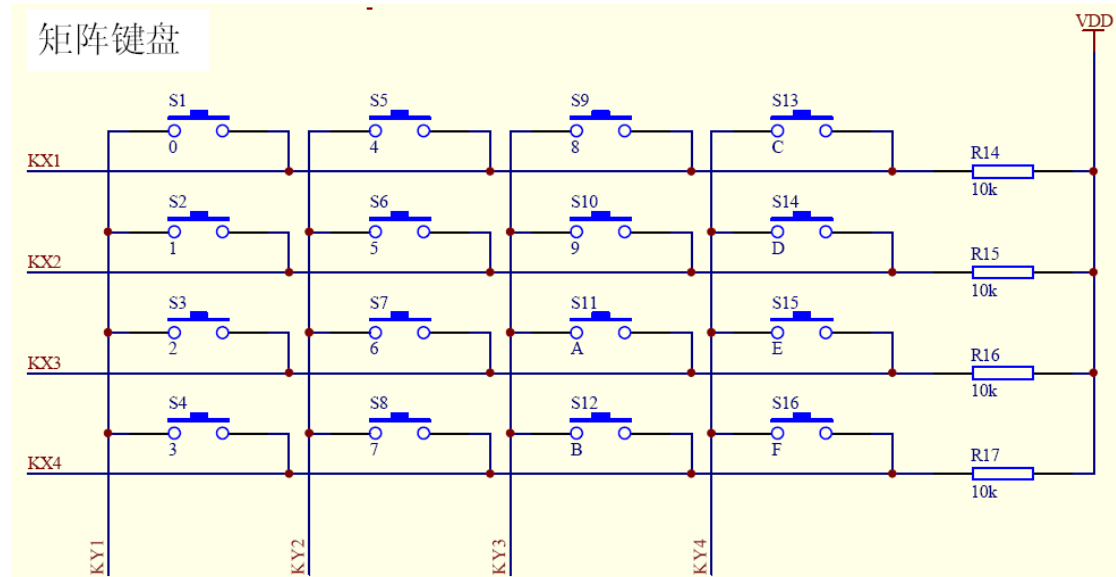 矩阵键盘
VDD
S1 S5 S9 S13
0 4 8 C
KX1 R14
10k
S2 S6 S10 S14
1 5 9 D
KX2 R15
10k
S3 S7 S11 S15
2 6 A E
KX3 R16
10k
S4 S8 S12 S16
3 7 B F
KX4 R17
10k
KY1 KY2 KY3 KY4